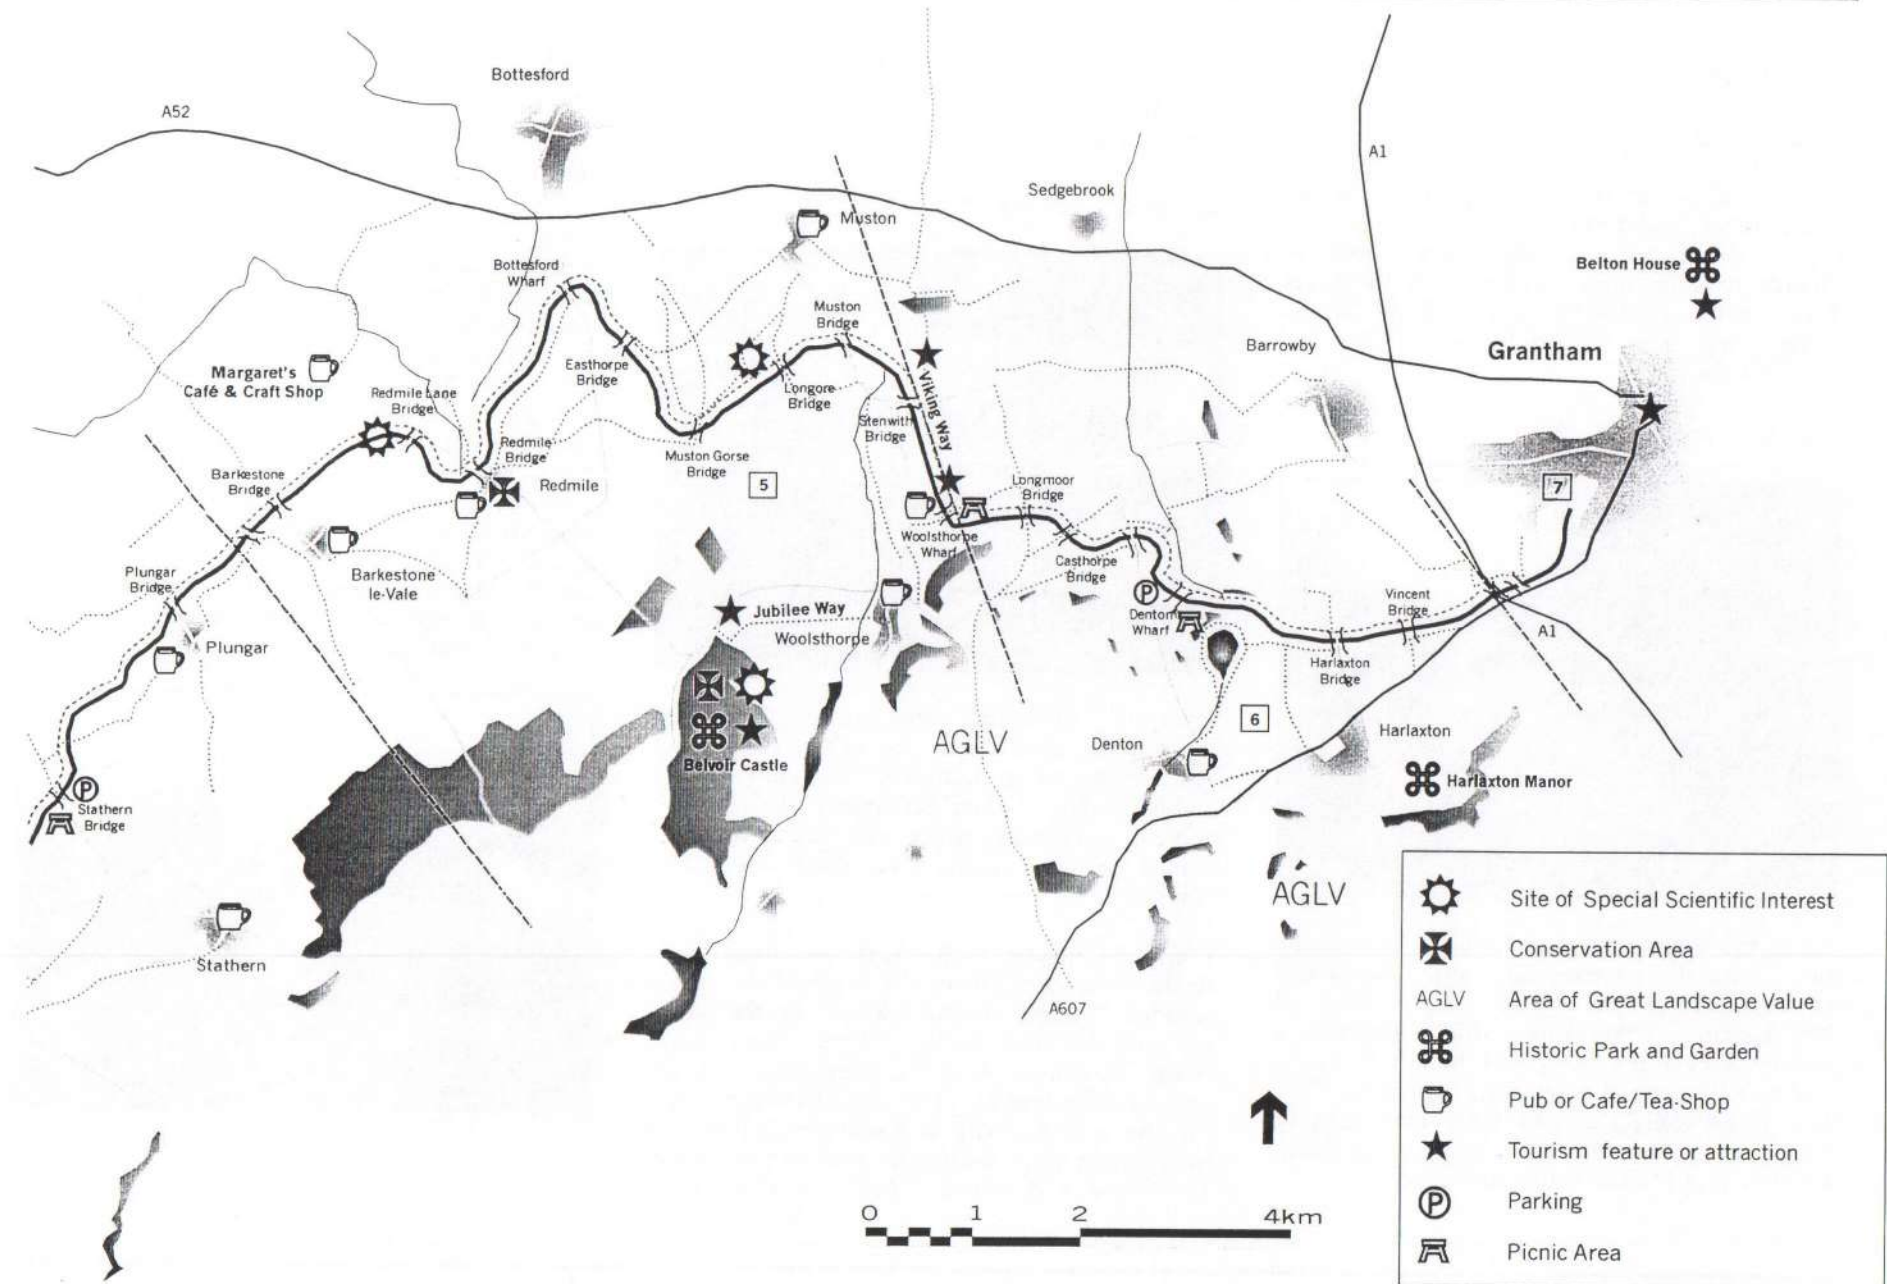 Bottesford
A52
A1
Sedgebrook
Muston
Belton House
Bottesford
Wharf
Muston
Bridge
Barrowby
Grantham
Margaret's
Café & Craft Shop
Easthorpe
Bridge
Redmile Lane
Bridge
Longore
Bridge
Viking Way
Stenwith
Bridge
Redmile
Bridge
Muston Gorse
Bridge
Barkestone
Bridge
Redmile
5
Longmoor
Bridge
7
Woolsthorpe
Wharf
Casthorpe
Bridge
Plungar
Bridge
Barkestone
le-Vale
Vincent
Bridge
P
Denton
Wharf
Jubilee Way
Woolsthorpe
A1
Plungar
Harlaxton
Bridge
6
AGLV
Denton
Harlaxton
Belvoir Castle
Harlaxton Manor
P
Stathern
Bridge
AGLV
Stathern
A607
Site of Special Scientific Interest
Conservation Area
AGLV Area of Great Landscape Value
Historic Park and Garden
Pub or Cafe/Tea-Shop
Tourism feature or attraction
P Parking
Picnic Area
0 1 2 4km